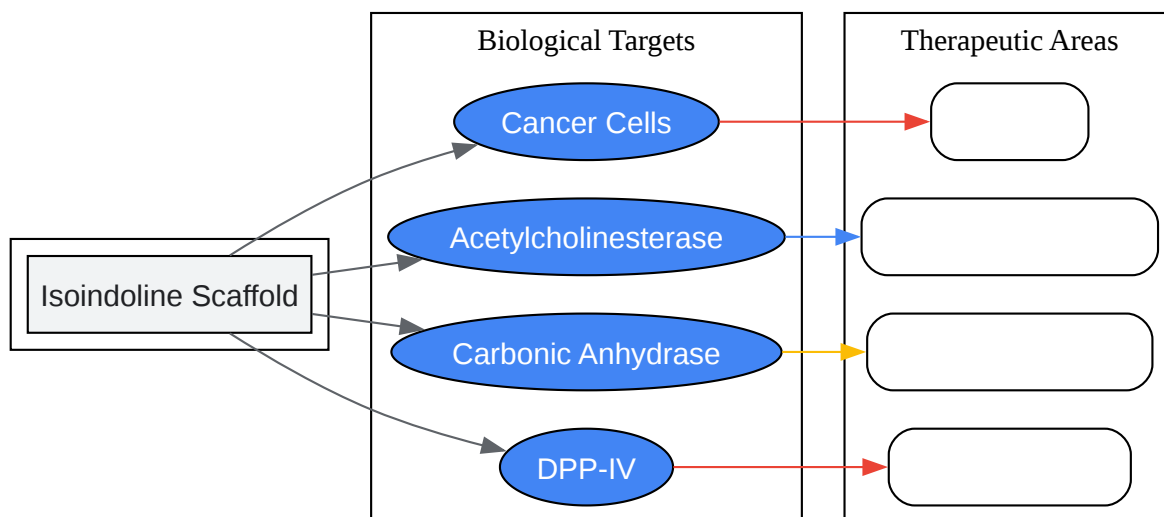 Biological Targets
Therapeutic Areas
Cancer Cells
Acetylcholinesterase
Isoindoline Scaffold
Carbonic Anhydrase
DPP-IV